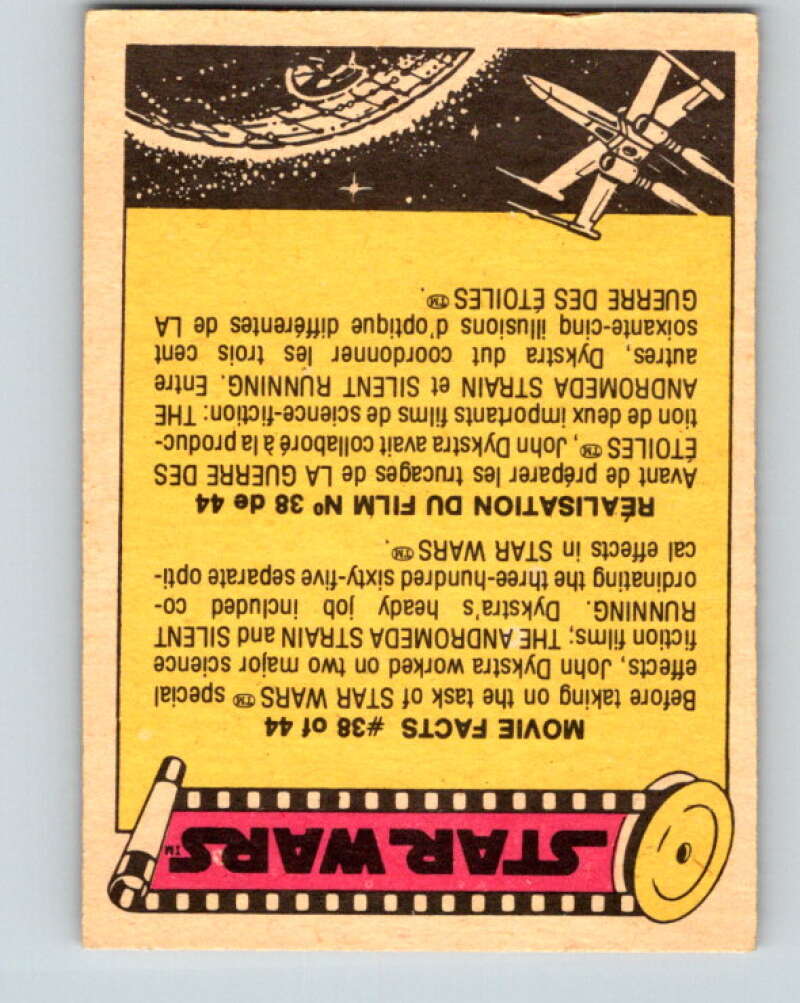 STAR WARS™
MOVIE FACTS #38 of 44
Before taking on the task of STAR WARS™ special
effects, John Dykstra worked on two major science
fiction films; THE ANDROMEDA STRAIN and SILENT
RUNNING. Dykstra's heady job included co-
ordinating the three-hundred sixty-five separate opti-
cal effects in STAR WARS™.
RÉALISATION DU FILM Nº 38 de 44
Avant de préparer les trucages de LA GUERRE DES
ÉTOILES™, John Dykstra avait collaboré à la produc-
tion de deux importants films de science-fiction: THE
ANDROMEDA STRAIN et SILENT RUNNING. Entre
autres, Dykstra dut coordonner les trois cent
soixante-cinq illusions d'optique différentes de LA
GUERRE DES ÉTOILES™.